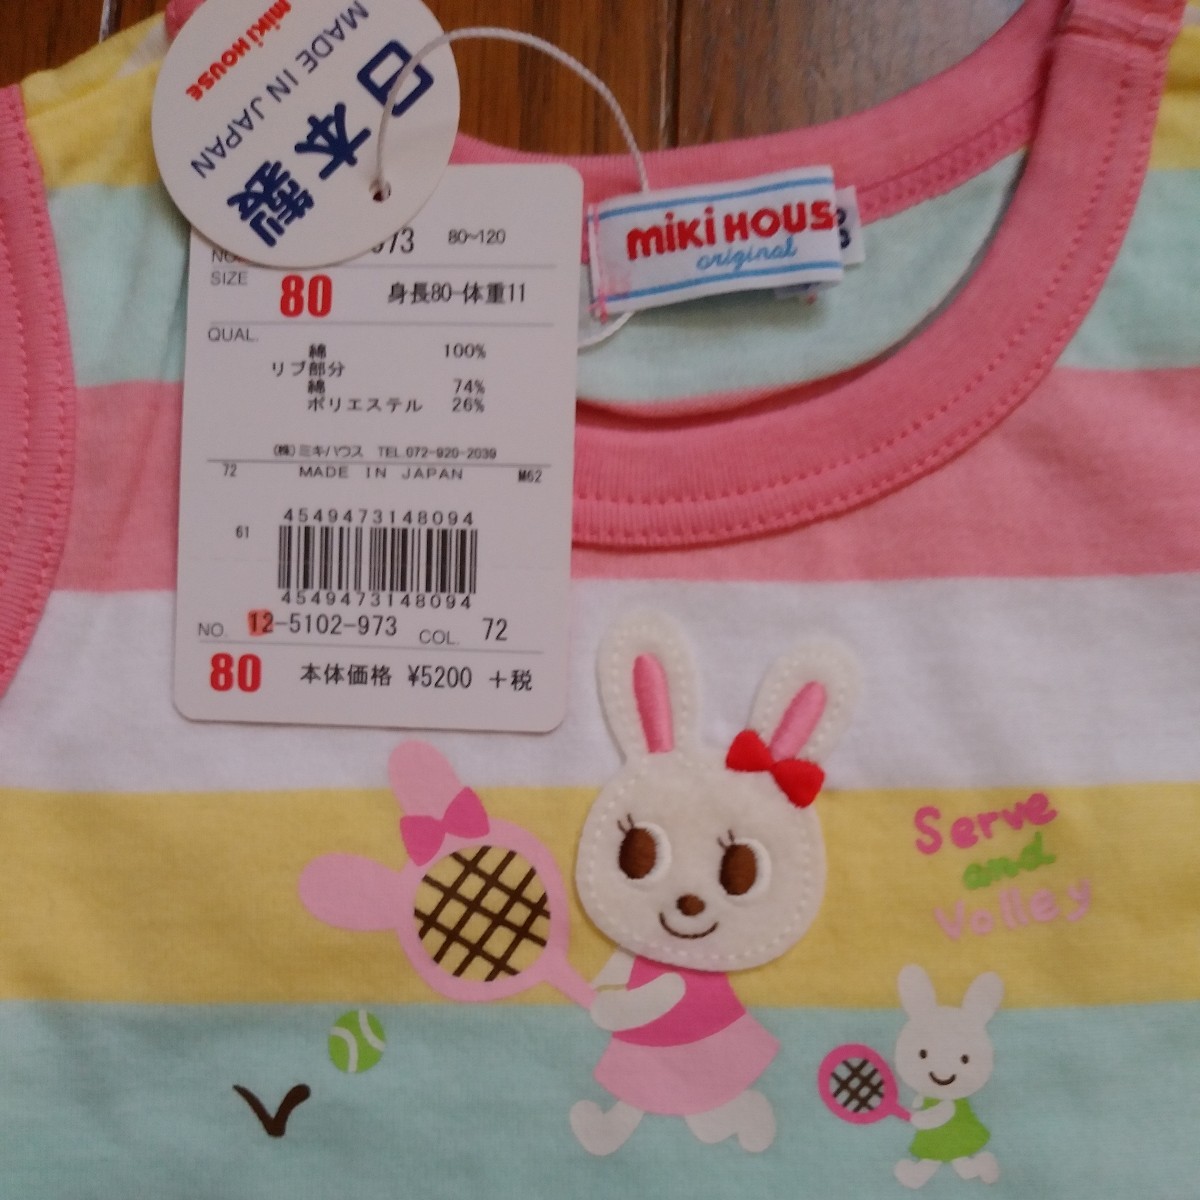 miKi HOUSE
MADE IN JAPAN
日本製
miKi HOUS
original
NO. 973 80~120
SIZE 80 身長80-体重11
QUAL.
綿 100%
リブ部分
綿 74%
ポリエステル 26%
(株)ミキハウス TEL.072-920-2039
72 MADE IN JAPAN M62
4549473148094
61
4549473148094
NO. 12-5102-973 COL. 72
80 本体価格 ¥5200 +税
Serve
and
Volley